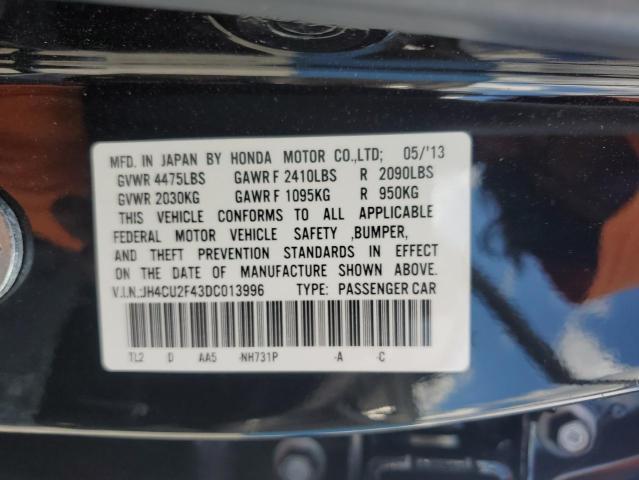 MFD. IN JAPAN BY HONDA MOTOR CO.,LTD; 05/'13
GVWR 4475LBS GAWR F 2410LBS R 2090LBS
GVWR 2030KG GAWR F 1095KG R 950KG
THIS VEHICLE CONFORMS TO ALL APPLICABLE
FEDERAL MOTOR VEHICLE SAFETY ,BUMPER,
AND THEFT PREVENTION STANDARDS IN EFFECT
ON THE DATE OF MANUFACTURE SHOWN ABOVE.
V.I.N.:JH4CU2F43DC013996 TYPE: PASSENGER CAR
TL2 D AA5 -NH731P -A -C